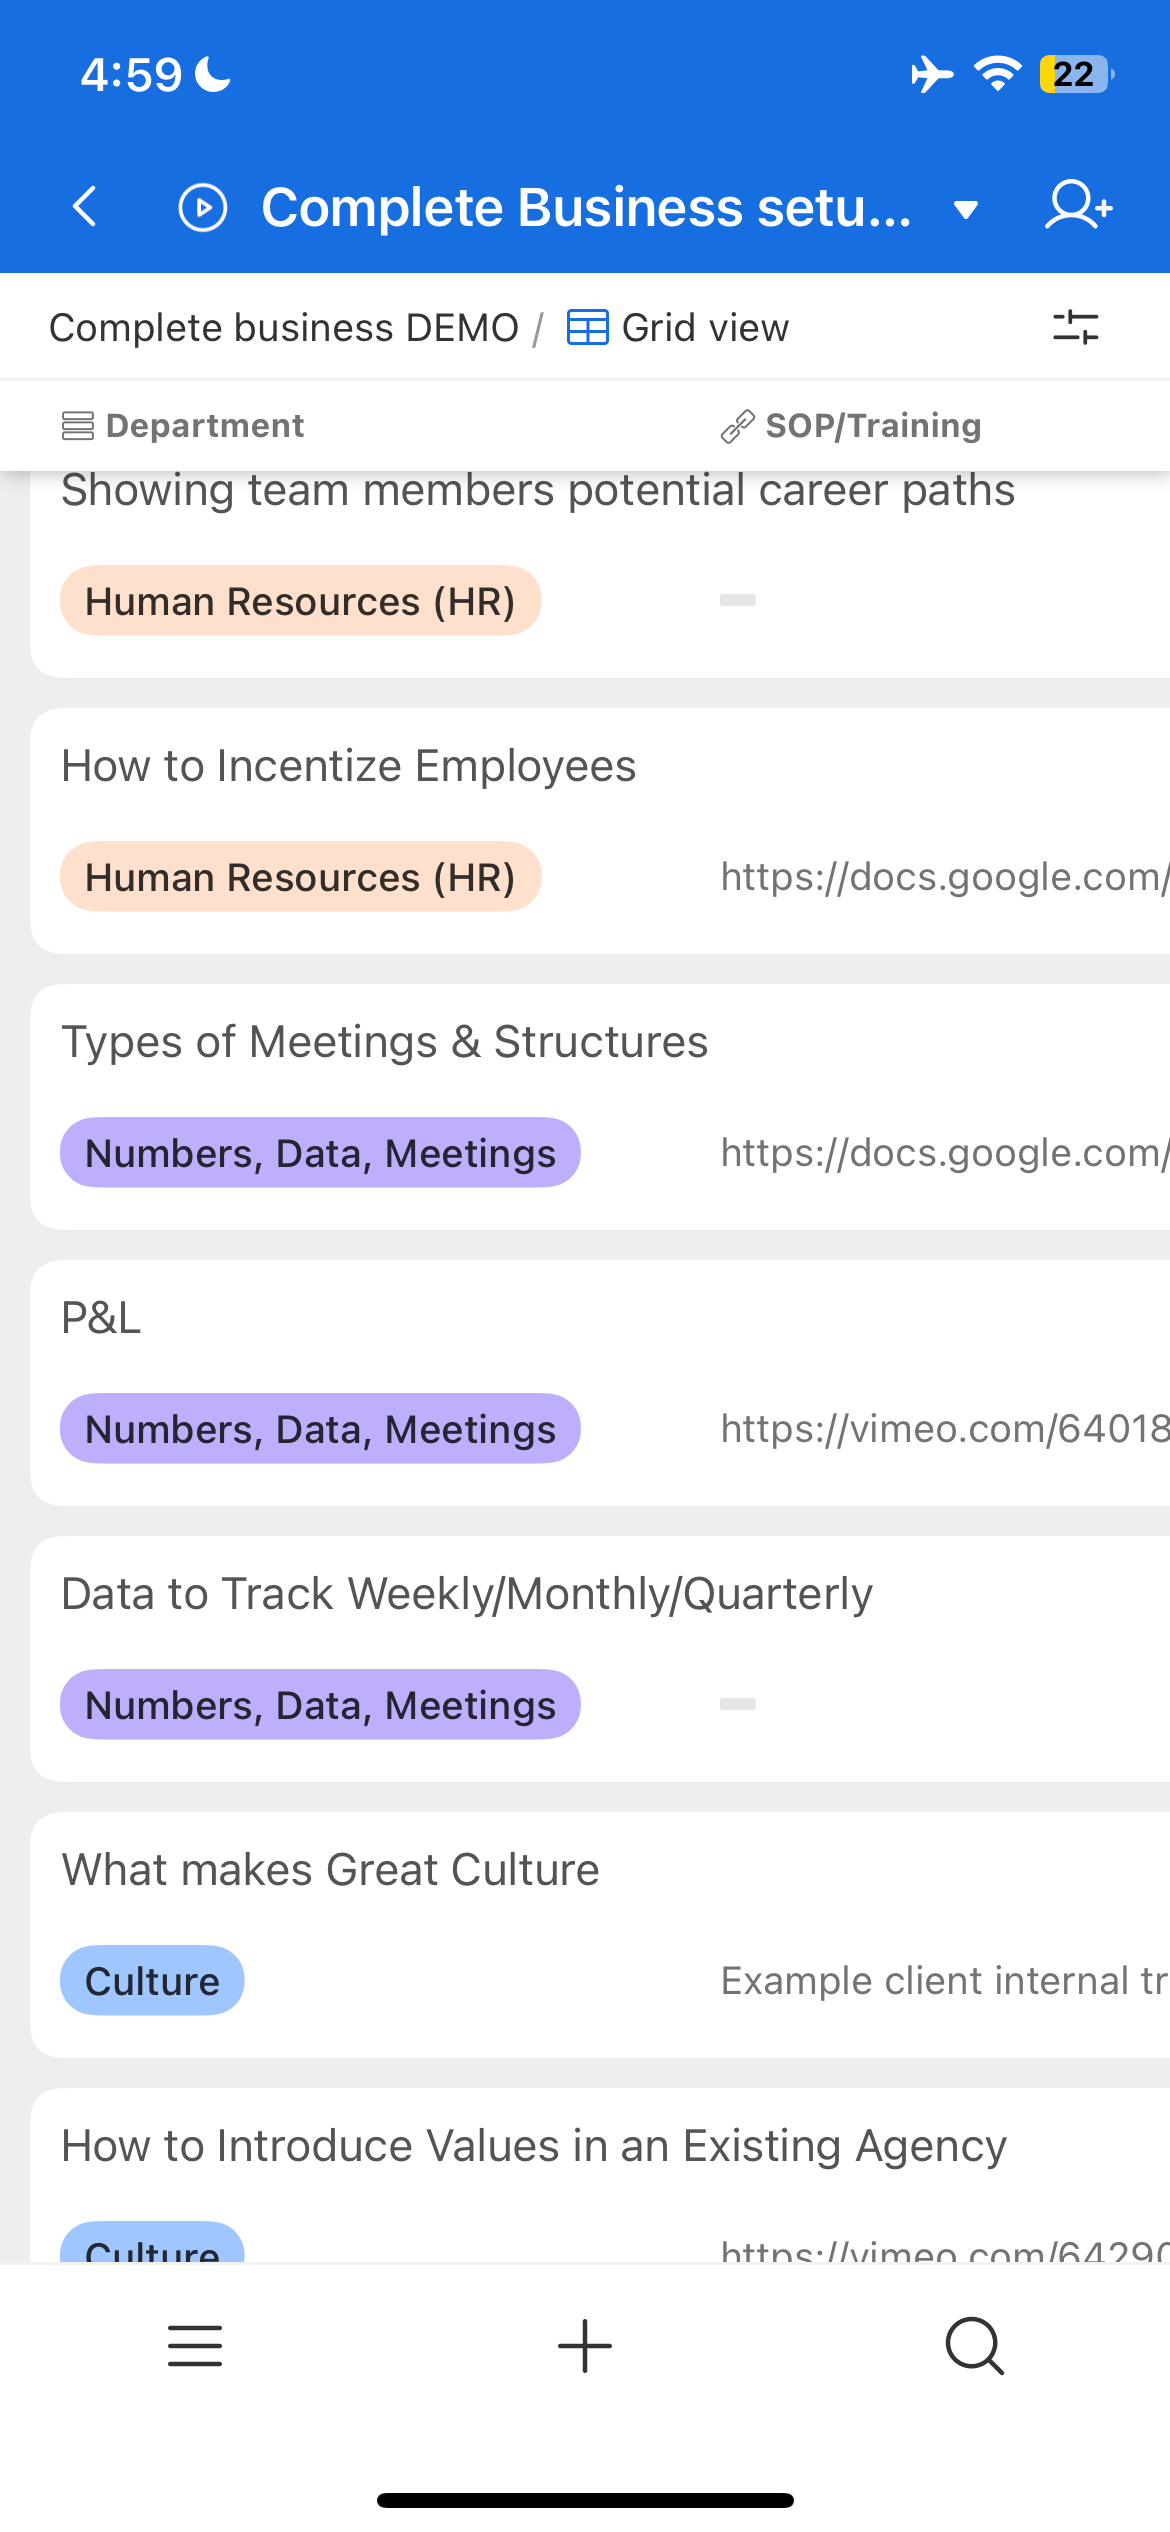 4:59
22
Complete Business setu...
Complete business DEMO / Grid view
Department SOP/Training
Showing team members potential career paths
Human Resources (HR)
How to Incentize Employees
Human Resources (HR) https://docs.google.com/
Types of Meetings & Structures
Numbers, Data, Meetings https://docs.google.com/
P&L
Numbers, Data, Meetings https://vimeo.com/64018
Data to Track Weekly/Monthly/Quarterly
Numbers, Data, Meetings
What makes Great Culture
Culture Example client internal tr
How to Introduce Values in an Existing Agency
Culture https://vimeo.com/64290